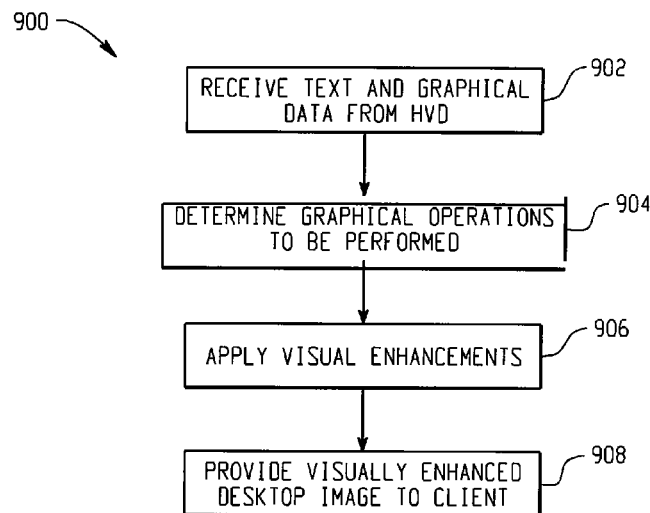 900
902
RECEIVE TEXT AND GRAPHICAL
DATA FROM HVD
904
DETERMINE GRAPHICAL OPERATIONS
TO BE PERFORMED
906
APPLY VISUAL ENHANCEMENTS
908
PROVIDE VISUALLY ENHANCED
DESKTOP IMAGE TO CLIENT